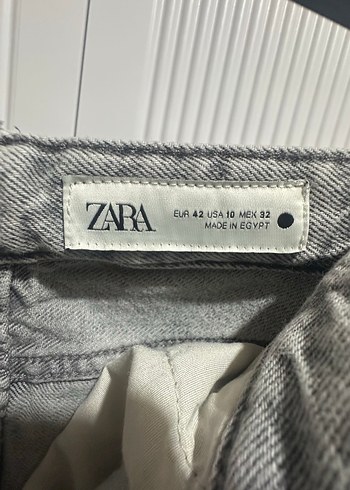 ZARA
EUR 42 USA 10 MEX 32
MADE IN EGYPT